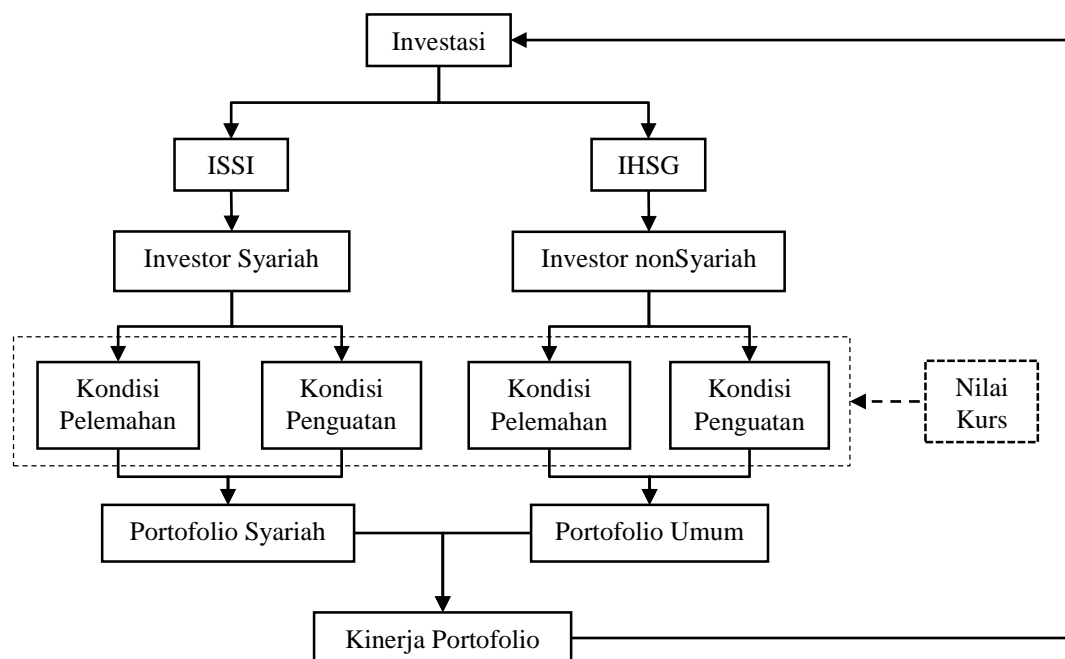 Investasi
ISSI
IHSG
Investor Syariah
Investor nonSyariah
Kondisi
Pelemahan
Kondisi
Penguatan
Kondisi
Pelemahan
Kondisi
Penguatan
Nilai
Kurs
Portofolio Syariah
Portofolio Umum
Kinerja Portofolio